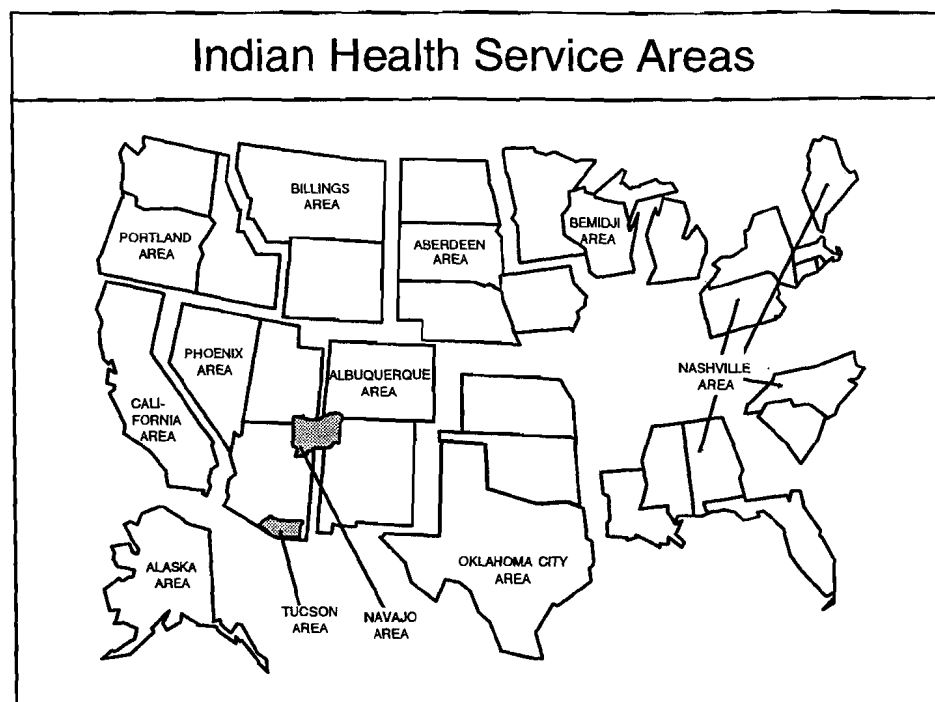 Indian Health Service Areas
BILLINGS
AREA
PORTLAND
AREA
ABERDEEN
AREA
BEMIDJI
AREA
PHOENIX
AREA
ALBUQUERQUE
AREA
NASHVILLE
AREA
CALI-
FORNIA
AREA
ALASKA
AREA
OKLAHOMA CITY
AREA
TUCSON
AREA
NAVAJO
AREA